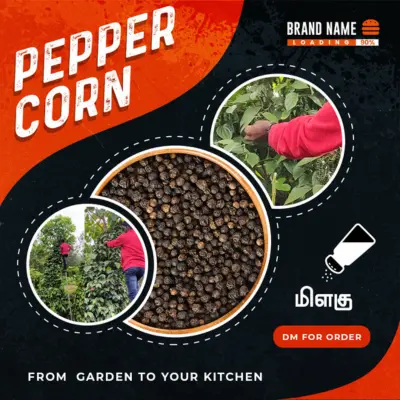 PEPPER
CORN
BRAND NAME
LOADING 90%
மிளகு
DM FOR ORDER
FROM GARDEN TO YOUR KITCHEN